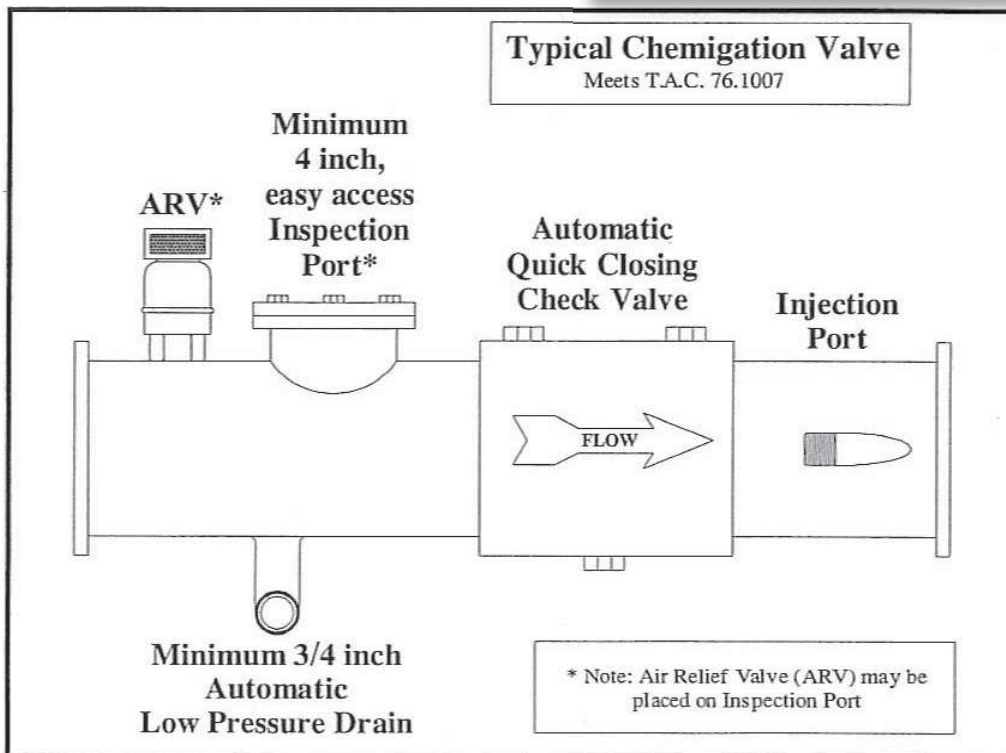 Typical Chemigation Valve
Meets T.A.C. 76.1007
ARV*
Minimum
4 inch,
easy access
Inspection
Port*
Automatic
Quick Closing
Check Valve
Injection
Port
FLOW
Minimum 3/4 inch
Automatic
Low Pressure Drain
* Note: Air Relief Valve (ARV) may be
placed on Inspection Port